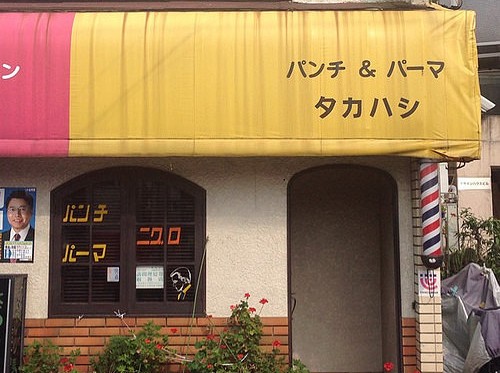 ン
パンチ & パーマ
タカハシ
パンチ
パーマ
ニグロ